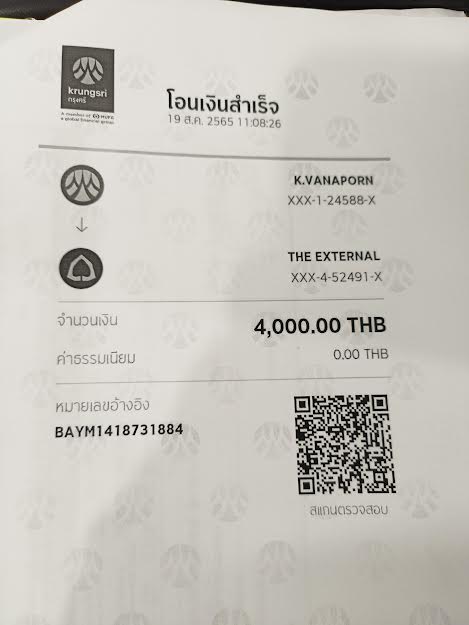 krungsri
กรุงศรี
A member of MUFG
a global financial group
โอนเงินสำเร็จ
19 ส.ค. 2565 11:08:26
K.VANAPORN
XXX-1-24588-X
THE EXTERNAL
XXX-4-52491-X
จำนวนเงิน
4,000.00 THB
ค่าธรรมเนียม
0.00 THB
หมายเลขอ้างอิง
BAYM1418731884
สแกนตรวจสอบ